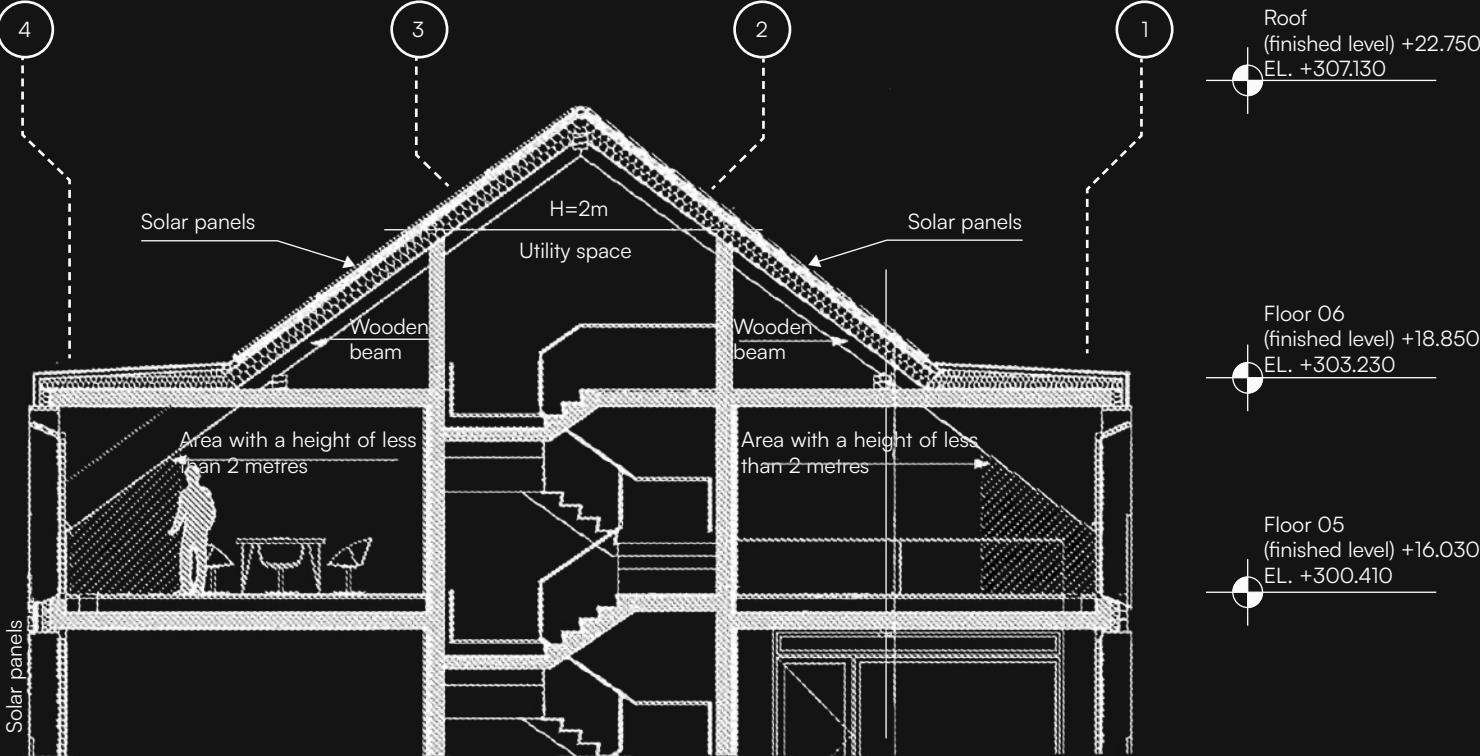 4
3
2
1
Roof
(finished level) +22.750
EL. +307.130
Solar panels
H=2m
Utility space
Solar panels
Wooden
beam
Wooden
beam
Floor 06
(finished level) +18.850
EL. +303.230
Area with a height of less
than 2 metres
Area with a height of less
than 2 metres
Floor 05
(finished level) +16.030
EL. +300.410
Solar panels